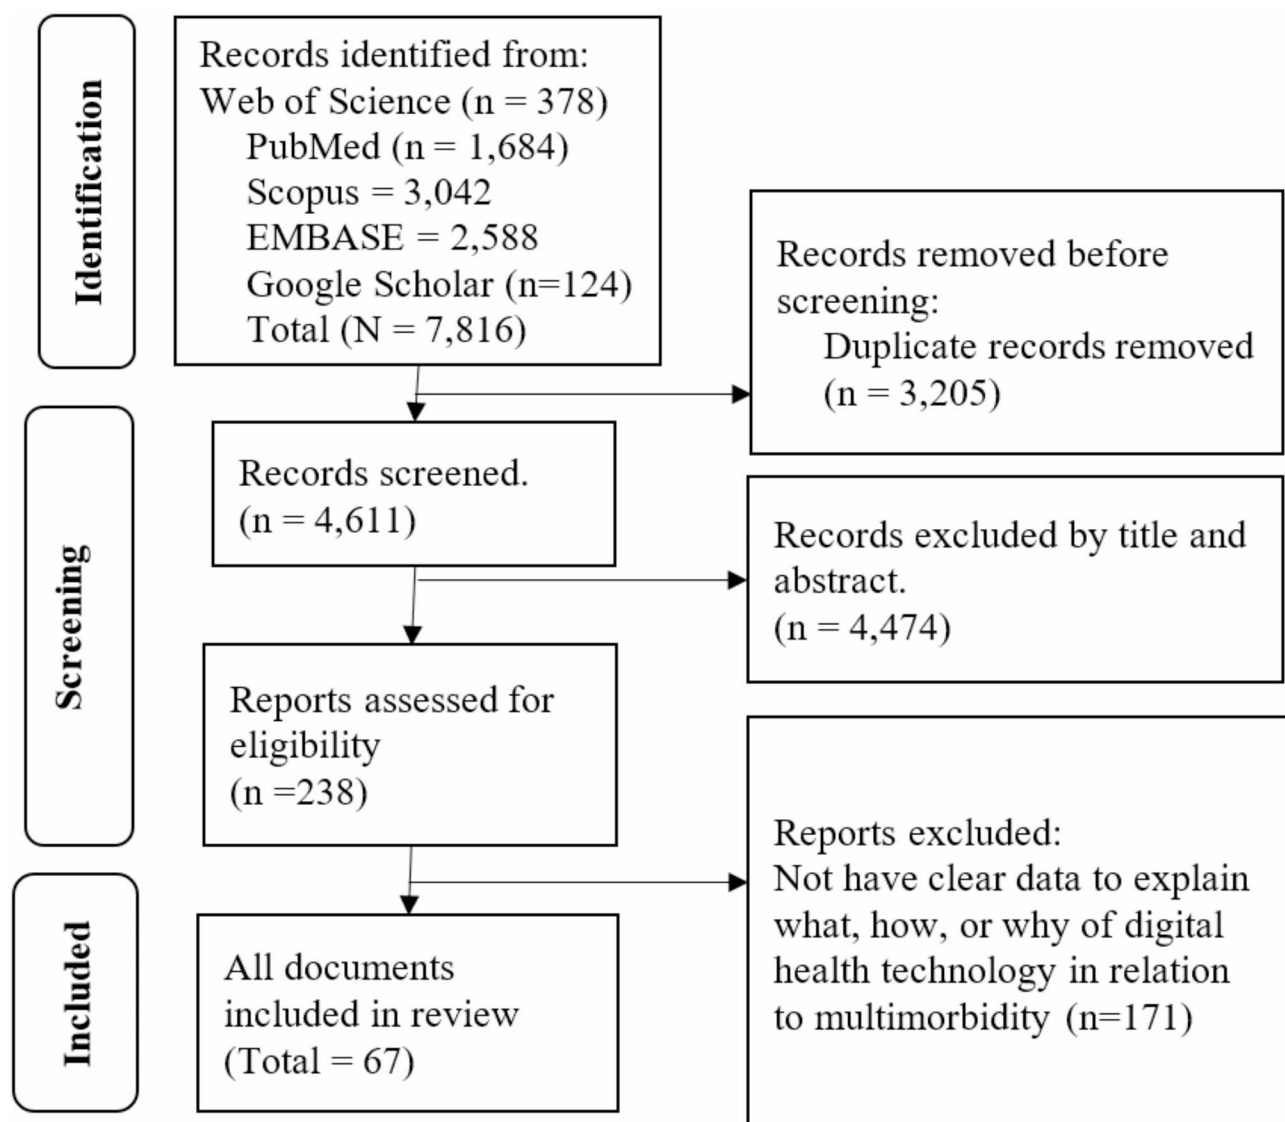 Identification
Records identified from:
Web of Science (n = 378)
PubMed (n = 1,684)
Scopus = 3,042
EMBASE = 2,588
Google Scholar (n=124)
Total (N = 7,816)
Records removed before
screening:
Duplicate records removed
(n = 3,205)
Screening
Records screened.
(n = 4,611)
Records excluded by title and
abstract.
(n = 4,474)
Reports assessed for
eligibility
(n =238)
Reports excluded:
Not have clear data to explain
what, how, or why of digital
health technology in relation
to multimorbidity (n=171)
Included
All documents
included in review
(Total = 67)